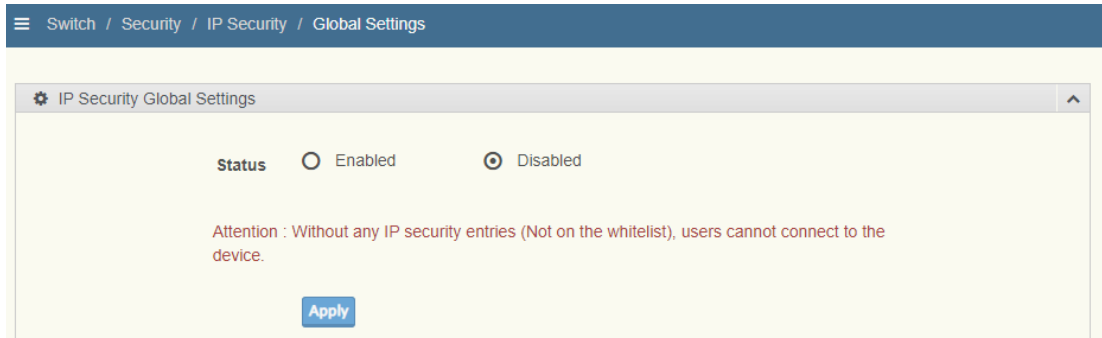 Switch / Security / IP Security / Global Settings
IP Security Global Settings
Status Enabled Disabled
Attention : Without any IP security entries (Not on the whitelist), users cannot connect to the
device.
Apply